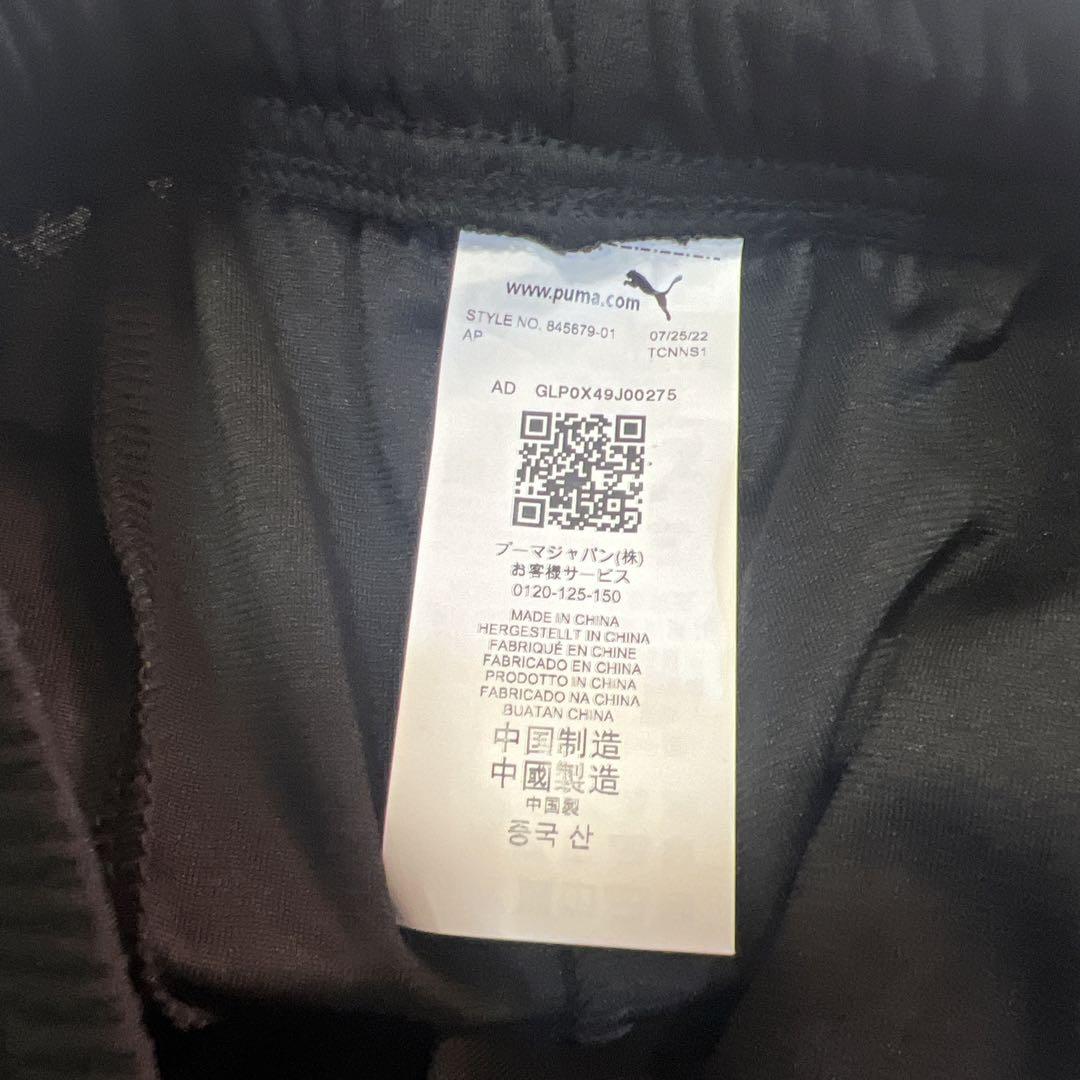 www.puma.com
STYLE NO. 845679-01
AP
07/25/22
TCNNS1
AD GLP0X49J00275
プーマジャパン(株)
お客様サービス
0120-125-150
MADE IN CHINA
HERGESTELLT IN CHINA
FABRIQUÉ EN CHINE
FABRICADO EN CHINA
PRODOTTO IN CHINA
FABRICADO NA CHINA
BUATAN CHINA
中国制造
中國製造
中国製
중국 산